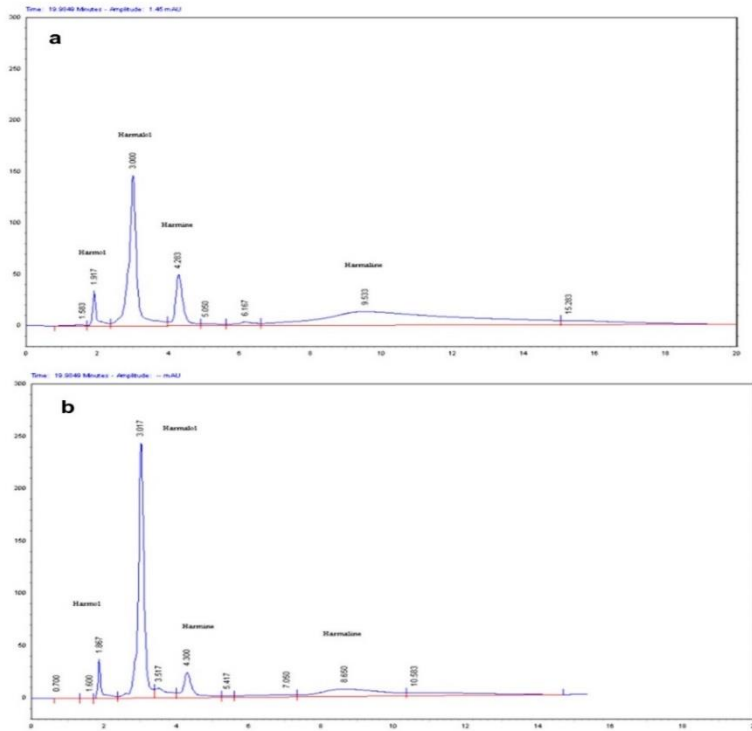 Time: 19.9549 Minutes - Amplitude: 1.45 mAU
300
a
250
200
Harmalol
150
3.000
Harmine
100
Harmol
Harmaline
4.283
50
1.917
9.533
1.583
5.050
6.167
15.283
0
0 2 4 6 8 10 12 14 16 18 20
Time: 19.9549 Minutes - Amplitude: -- mAU
300
b
3.017
Harmalol
250
200
150
100
Harmol
Harmine
Harmaline
50
1.867
4.300
0.700
1.600
3.517
5.417
7.050
8.650
10.583
0
0 2 4 6 8 10 12 14 16 18